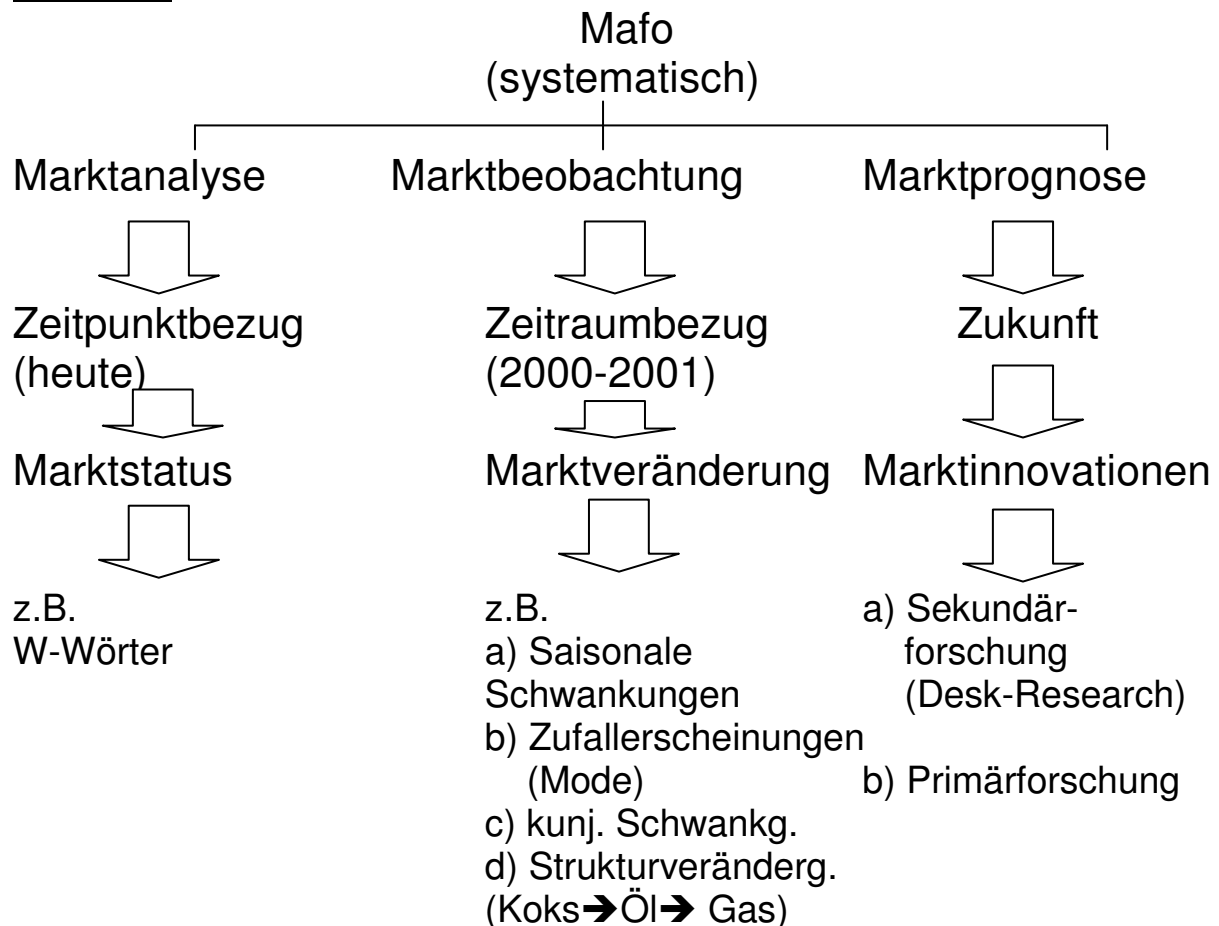 Mafo
(systematisch)
Marktanalyse
Zeitpunktbezug
(heute)
Marktstatus
z.B.
W-Wörter
Marktbeobachtung
Zeitraumbezug
(2000-2001)
Marktveränderung
z.B.
a) Saisonale
Schwankungen
b) Zufallerscheinungen
(Mode)
c) kunj. Schwankg.
d) Strukturveränderg.
(Koks➔Öl➔ Gas)
Marktprognose
Zukunft
Marktinnovationen
a) Sekundär-
forschung
(Desk-Research)
b) Primärforschung